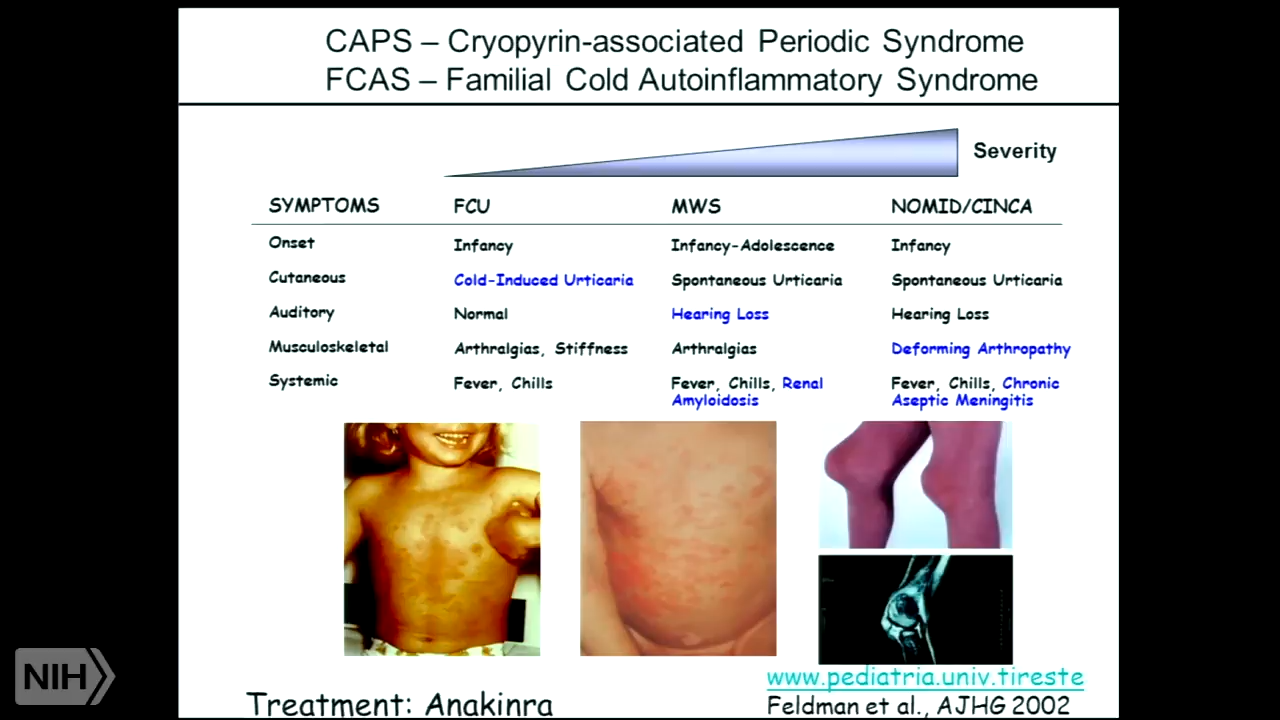 CAPS – Cryopyrin-associated Periodic Syndrome
FCAS – Familial Cold Autoinflammatory Syndrome
Severity
SYMPTOMS FCU MWS NOMID/CINCA
Onset Infancy Infancy-Adolescence Infancy
Cutaneous Cold-Induced Urticaria Spontaneous Urticaria Spontaneous Urticaria
Auditory Normal Hearing Loss Hearing Loss
Musculoskeletal Arthralgias, Stiffness Arthralgias Deforming Arthropathy
Systemic Fever, Chills Fever, Chills, Renal Fever, Chills, Chronic
Amyloidosis Aseptic Meningitis
www.pediatria.univ.tireste
Treatment: Anakinra Feldman et al., AJHG 2002
NIH